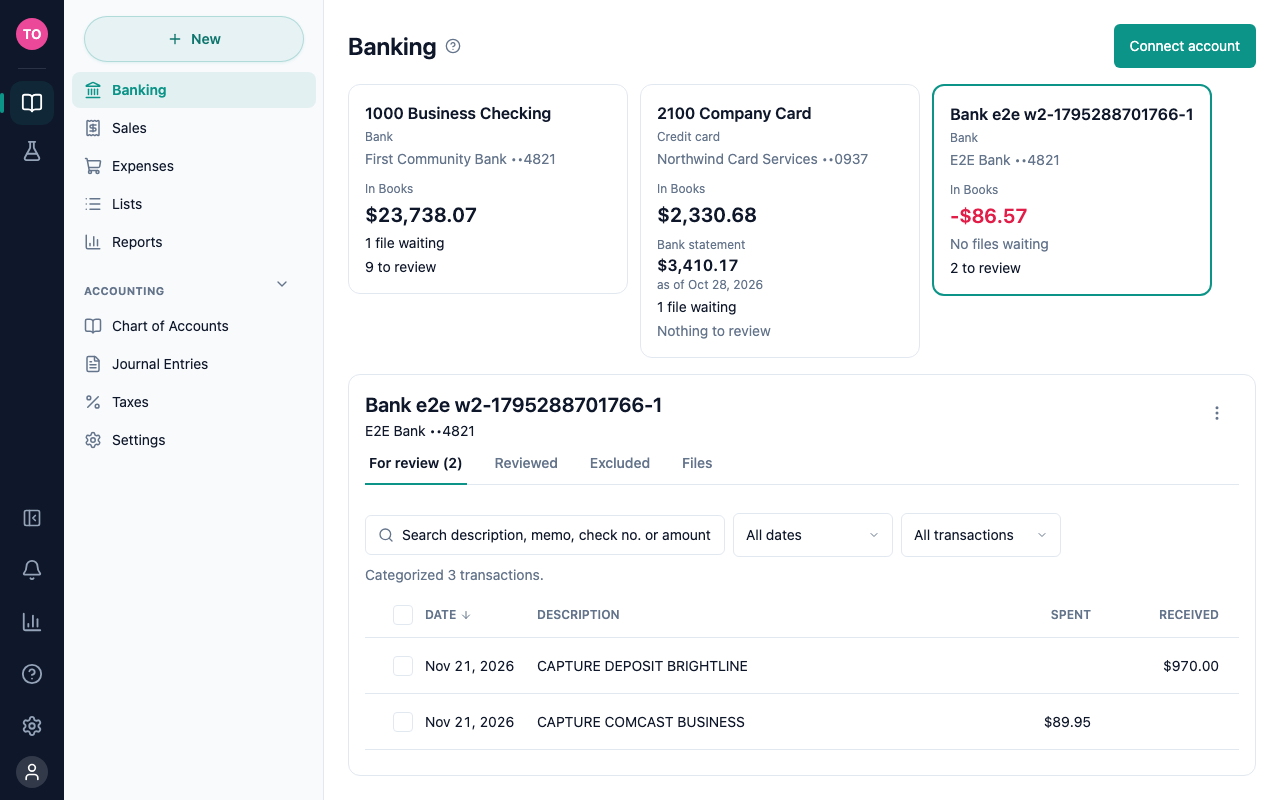 TO
New
Banking
Sales
Expenses
Lists
Reports
ACCOUNTING
Chart of Accounts
Journal Entries
Taxes
Settings
Banking
Connect account
1000 Business Checking
Bank
First Community Bank ••4821
In Books
$23,738.07
1 file waiting
9 to review
2100 Company Card
Credit card
Northwind Card Services ••0937
In Books
$2,330.68
Bank statement
$3,410.17
as of Oct 28, 2026
1 file waiting
Nothing to review
Bank e2e w2-1795288701766-1
Bank
E2E Bank ••4821
In Books
-$86.57
No files waiting
2 to review
Bank e2e w2-1795288701766-1
E2E Bank ••4821
For review (2) Reviewed Excluded Files
Search description, memo, check no. or amount All dates All transactions
Categorized 3 transactions.
DATE DESCRIPTION SPENT RECEIVED
Nov 21, 2026 CAPTURE DEPOSIT BRIGHTLINE $970.00
Nov 21, 2026 CAPTURE COMCAST BUSINESS $89.95